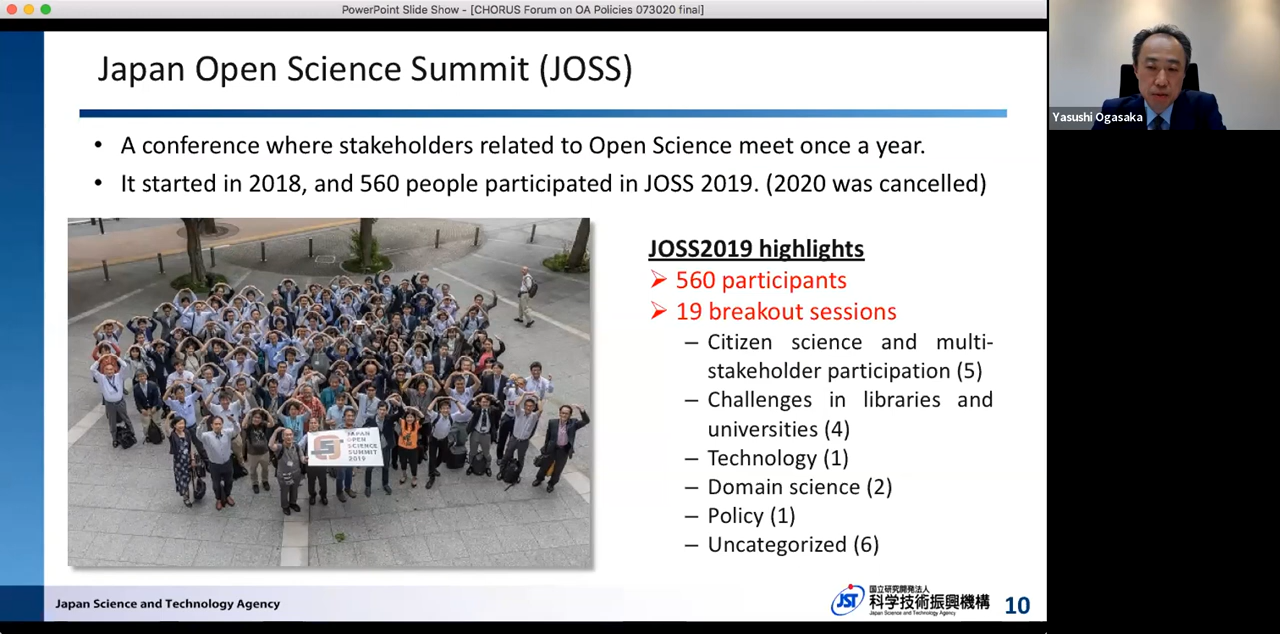 PowerPoint Slide Show - [CHORUS Forum on OA Policies 073020 final]
Japan Open Science Summit (JOSS)
• A conference where stakeholders related to Open Science meet once a year.
• It started in 2018, and 560 people participated in JOSS 2019. (2020 was cancelled)
JAPAN
OPEN
SCIENCE
SUMMIT
2019
JOSS2019 highlights
➢ 560 participants
➢ 19 breakout sessions
– Citizen science and multi-
stakeholder participation (5)
– Challenges in libraries and
universities (4)
– Technology (1)
– Domain science (2)
– Policy (1)
– Uncategorized (6)
Japan Science and Technology Agency
JST
国立研究開発法人
科学技術振興機構
Japan Science and Technology Agency
10
Yasushi Ogasaka